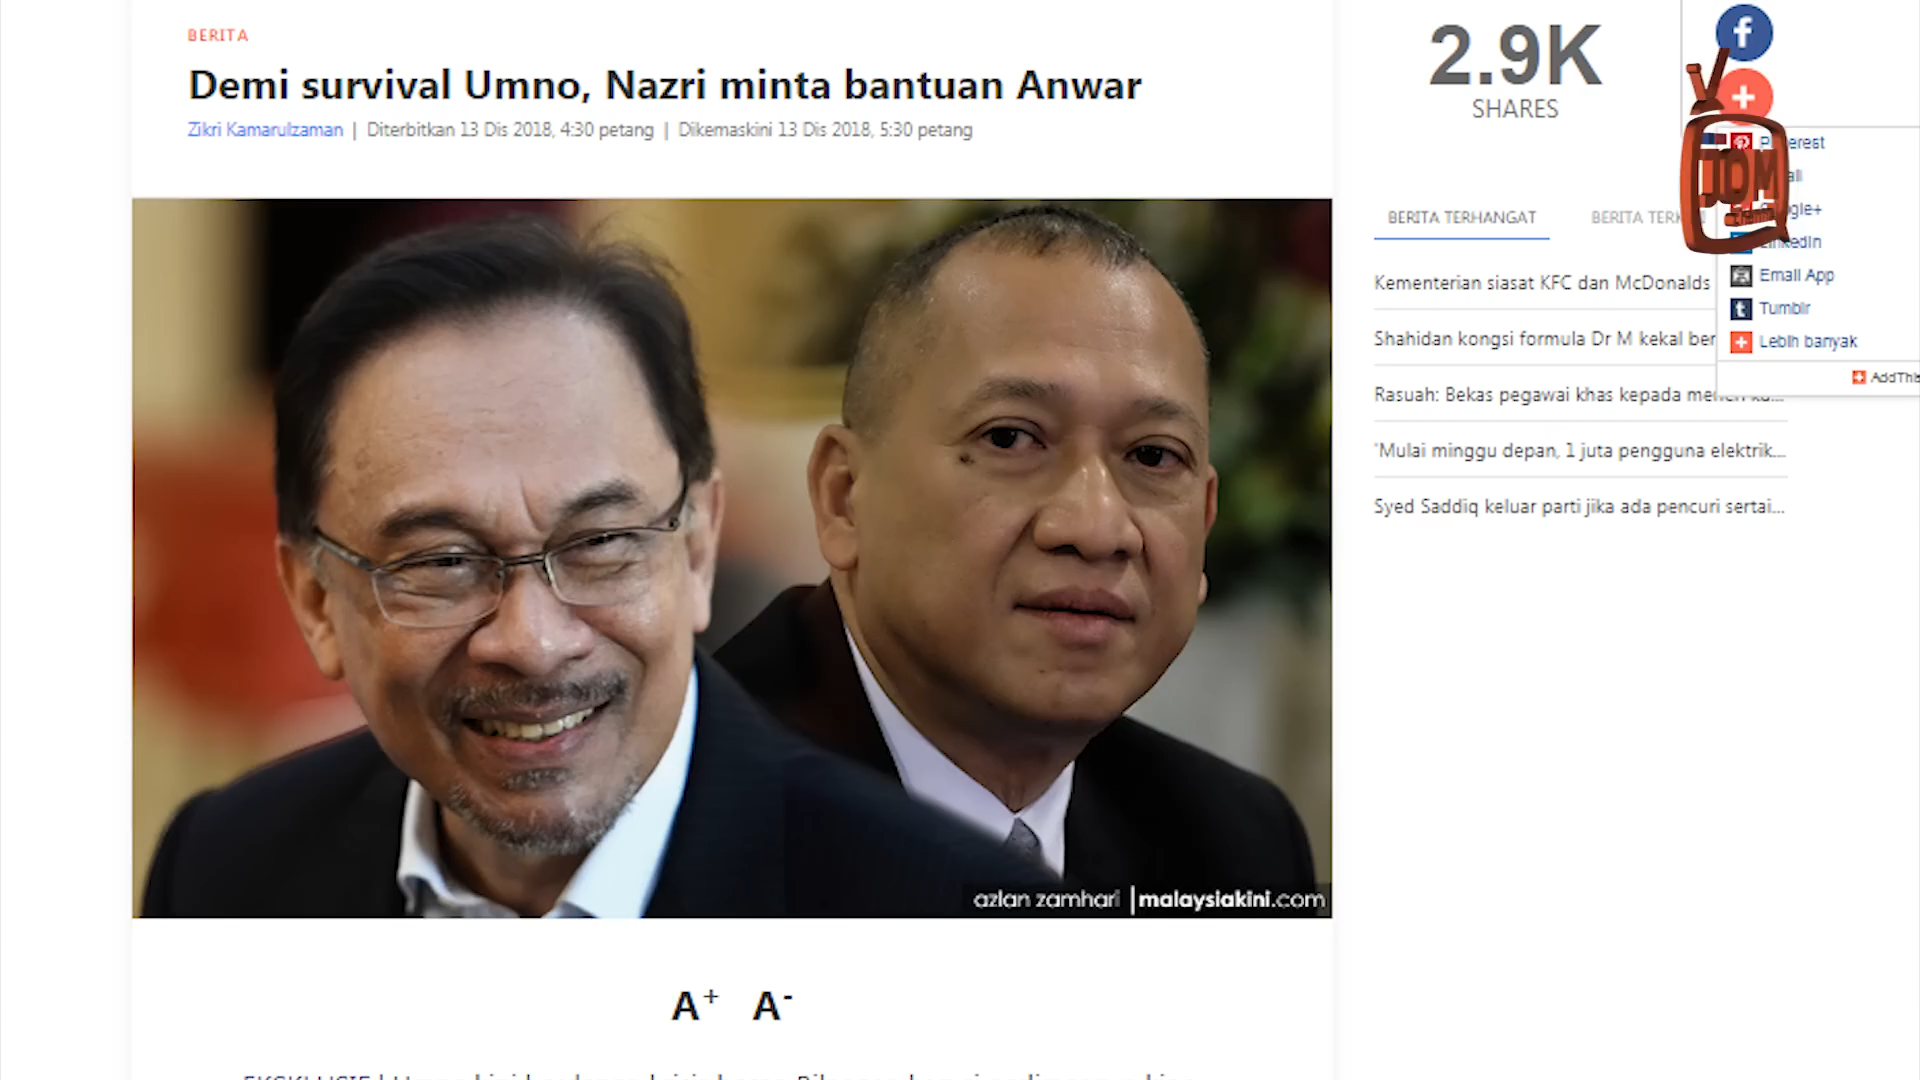 BERITA
Demi survival Umno, Nazri minta bantuan Anwar
Zikri Kamarulzaman | Diterbitkan 13 Dis 2018, 4:30 petang | Dikemaskini 13 Dis 2018, 5:30 petang
azlan zamhari | malaysiakini.com
A+ A-
2.9K
SHARES
BERITA TERHANGAT
BERITA
Kementerian siasat KFC dan McDonalds
Shahidan kongsi formula Dr M kekal
Rasuah: Bekas pegawai khas kepada
'Mulai minggu depan, 1 juta pengguna elektrik...
Syed Saddiq keluar parti jika ada pencuri sertai...
f
+
JOM
LinkedIn
Email App
Tumblr
Lebih banyak